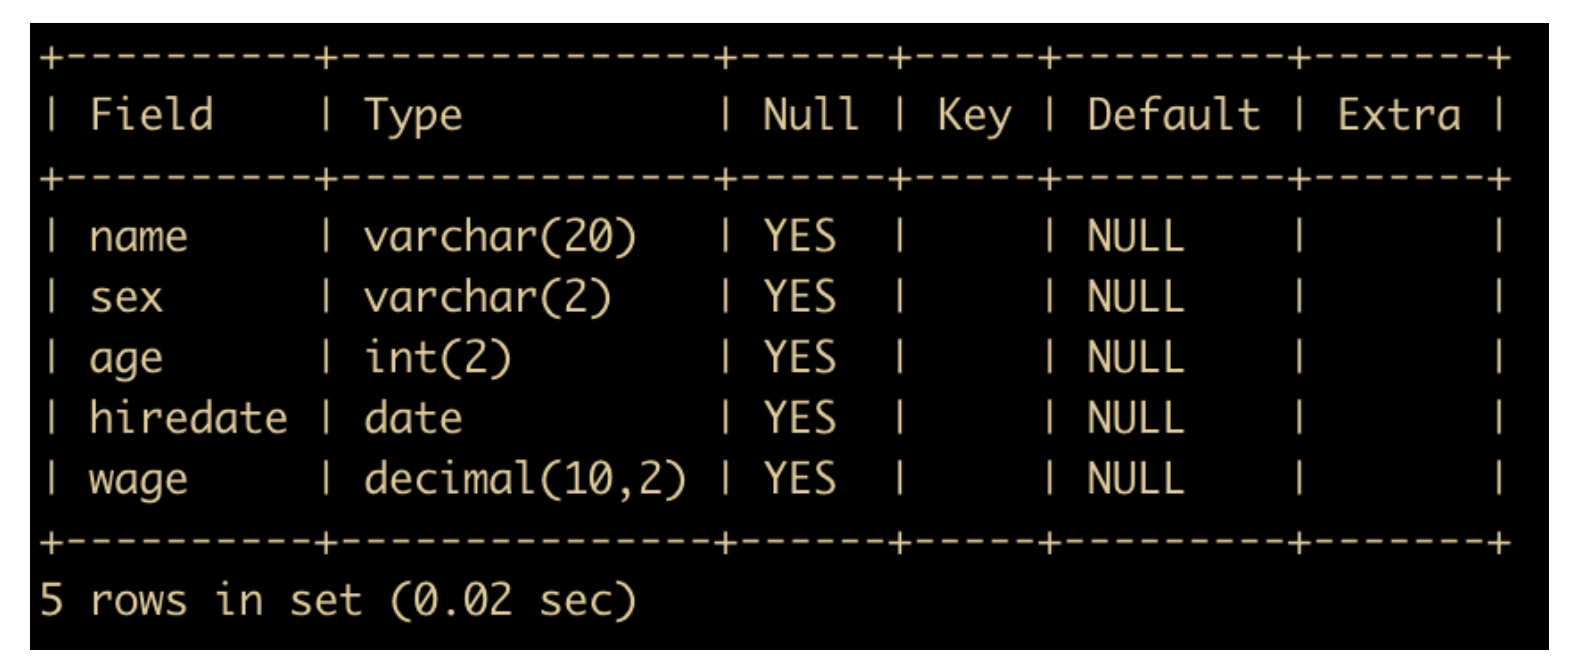 +----------+---------------+------+-----+---------+-------+
| Field    | Type          | Null | Key | Default | Extra |
+----------+---------------+------+-----+---------+-------+
| name     | varchar(20)   | YES  |     | NULL    |       |
| sex      | varchar(2)    | YES  |     | NULL    |       |
| age      | int(2)        | YES  |     | NULL    |       |
| hiredate | date          | YES  |     | NULL    |       |
| wage     | decimal(10,2) | YES  |     | NULL    |       |
+----------+---------------+------+-----+---------+-------+
5 rows in set (0.02 sec)